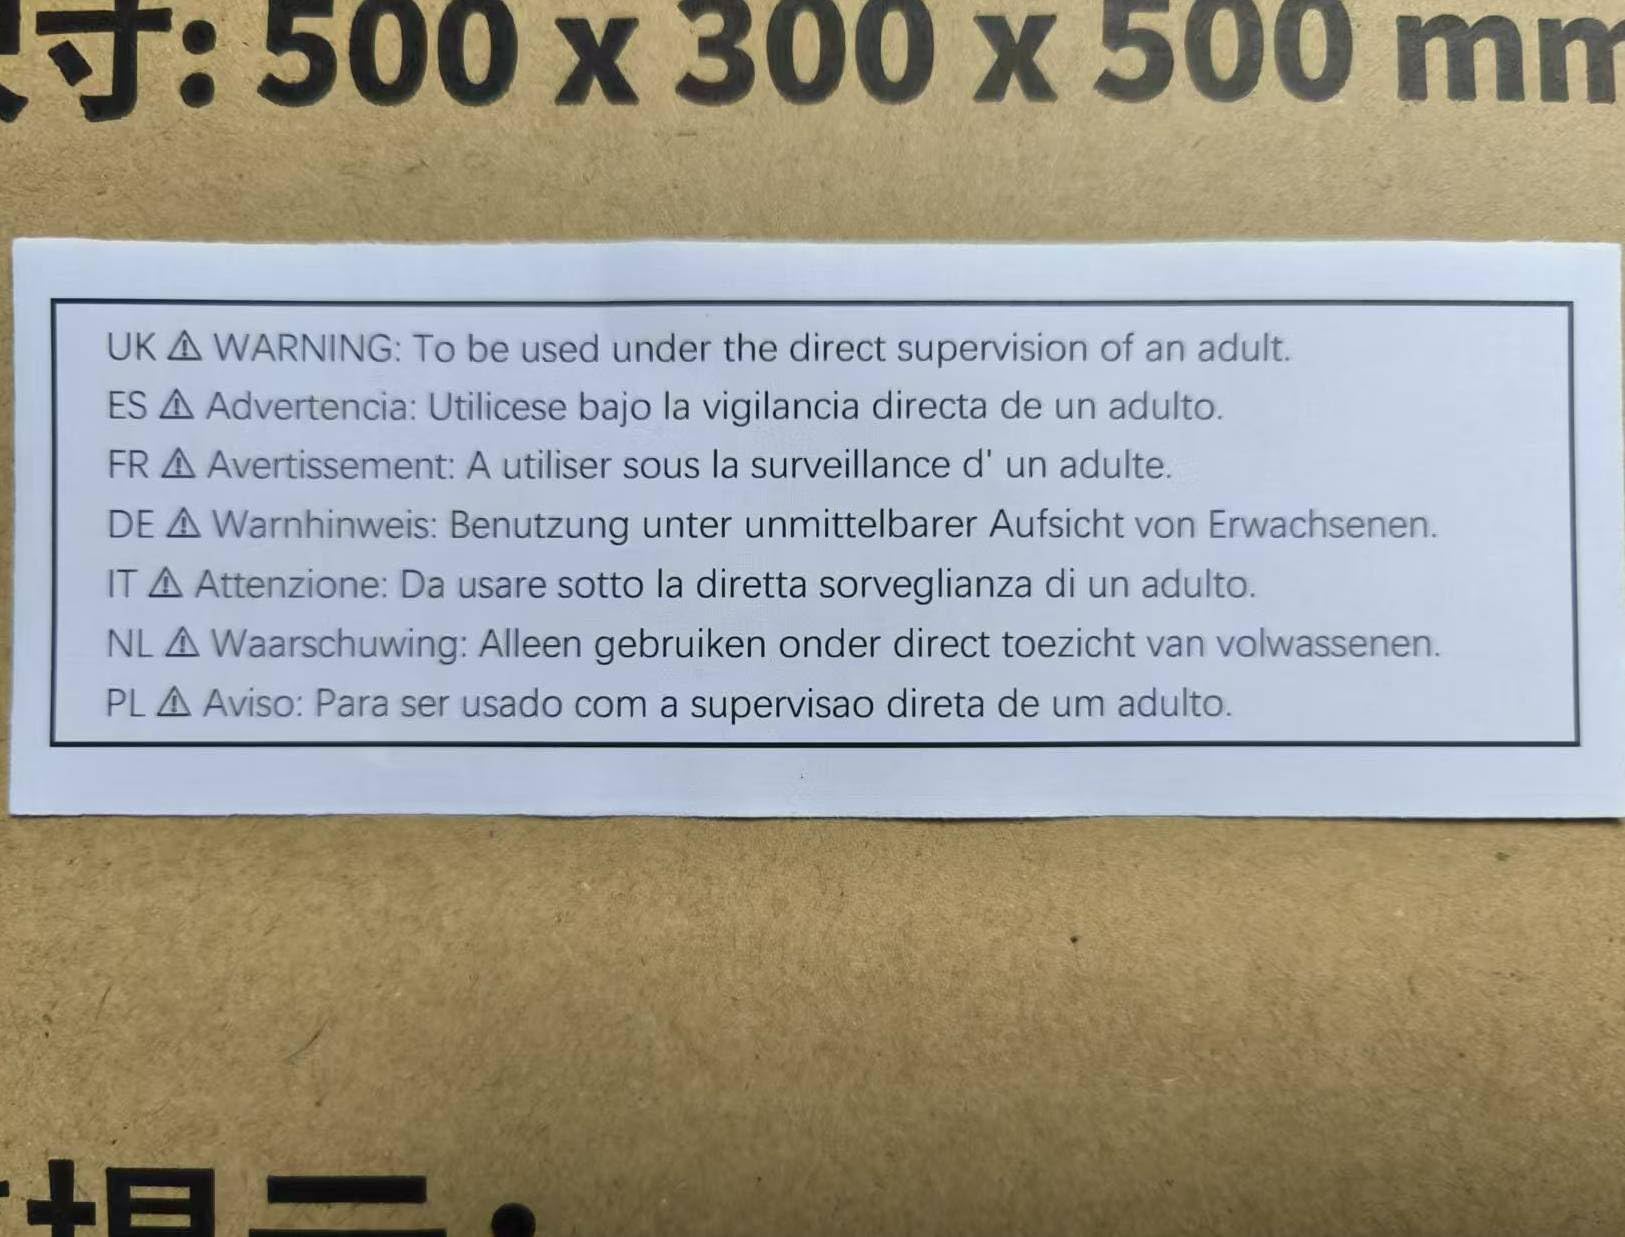 寸: 500 x 300 x 500 mm
UK ⚠ WARNING: To be used under the direct supervision of an adult.
ES ⚠ Advertencia: Utilicese bajo la vigilancia directa de un adulto.
FR ⚠ Avertissement: A utiliser sous la surveillance d' un adulte.
DE ⚠ Warnhinweis: Benutzung unter unmittelbarer Aufsicht von Erwachsenen.
IT ⚠ Attenzione: Da usare sotto la diretta sorveglianza di un adulto.
NL ⚠ Waarschuwing: Alleen gebruiken onder direct toezicht van volwassenen.
PL ⚠ Aviso: Para ser usado com a supervisao direta de um adulto.